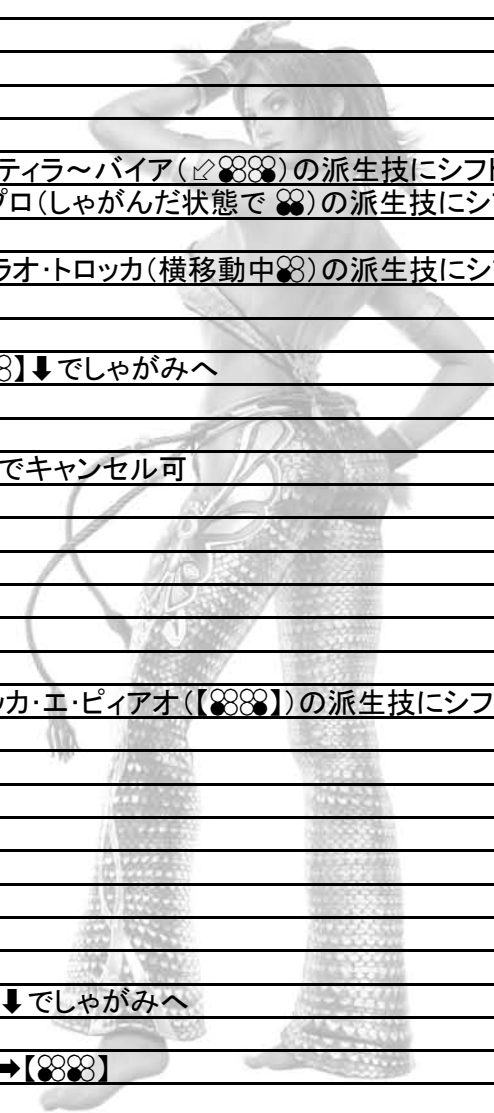 ティラ～バイア(⬃)の派生技にシフ
プロ(しゃがんだ状態で )の派生技にシ
ラオ・トロッカ(横移動中)の派生技にシ
】⬇でしゃがみへ
でキャンセル可
ッカ・エ・ピィアオ(【】)の派生技にシフ
⬇でしゃがみへ
➡【】